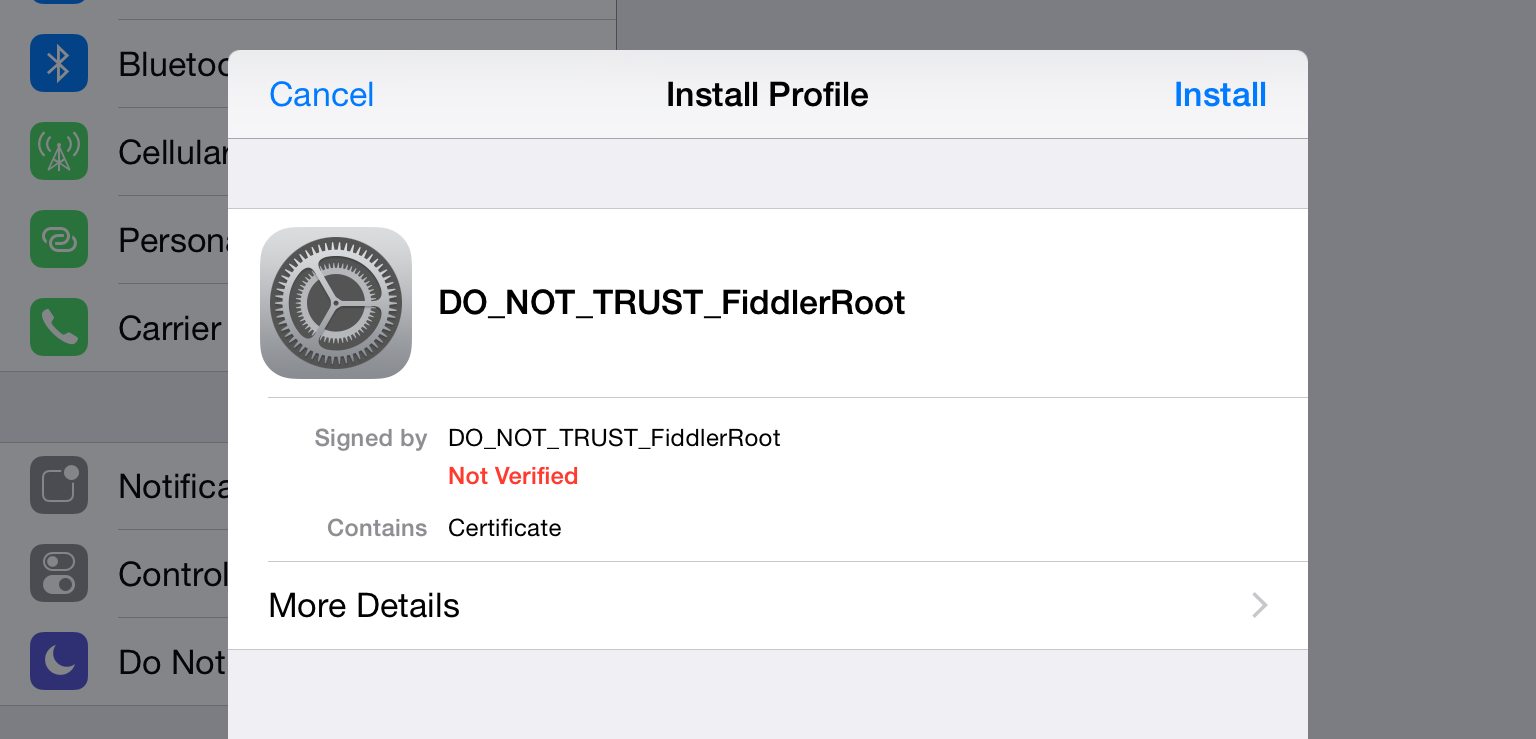 Bluetoo
Cancel
Install Profile
Install
Cellular
Persona
DO_NOT_TRUST_FiddlerRoot
Carrier
Signed by DO_NOT_TRUST_FiddlerRoot
Not Verified
Notifica
Contains Certificate
Control
More Details
Do Not